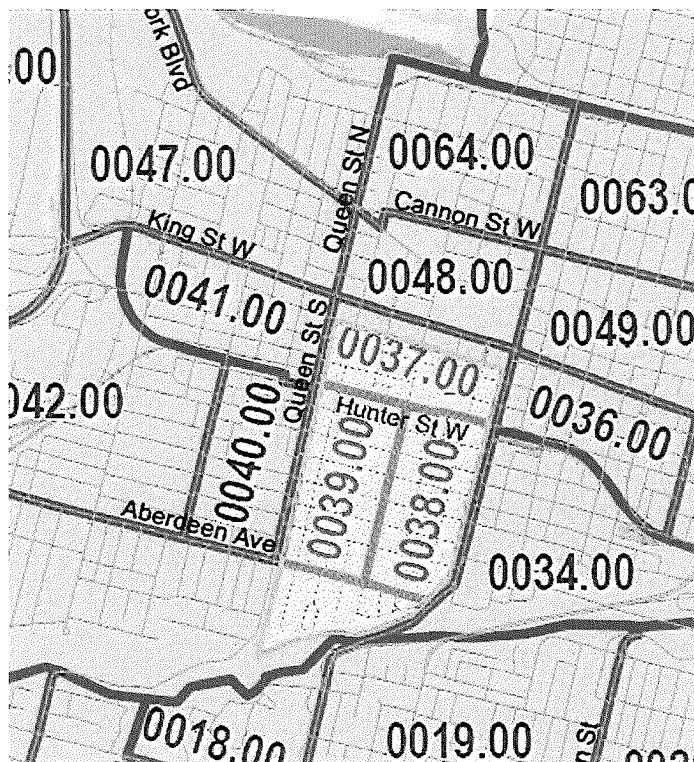 ork Blvd
.00
0047.00
Queen St N
0064.00
0063.0
Cannon St W
King St W
0048.00
0041.00
Queen St S
0037.00
0049.00
042.00
0040.00
Hunter St W
0039.00
0038.00
0036.00
Aberdeen Ave
0034.00
0018.00
0019.00
n St